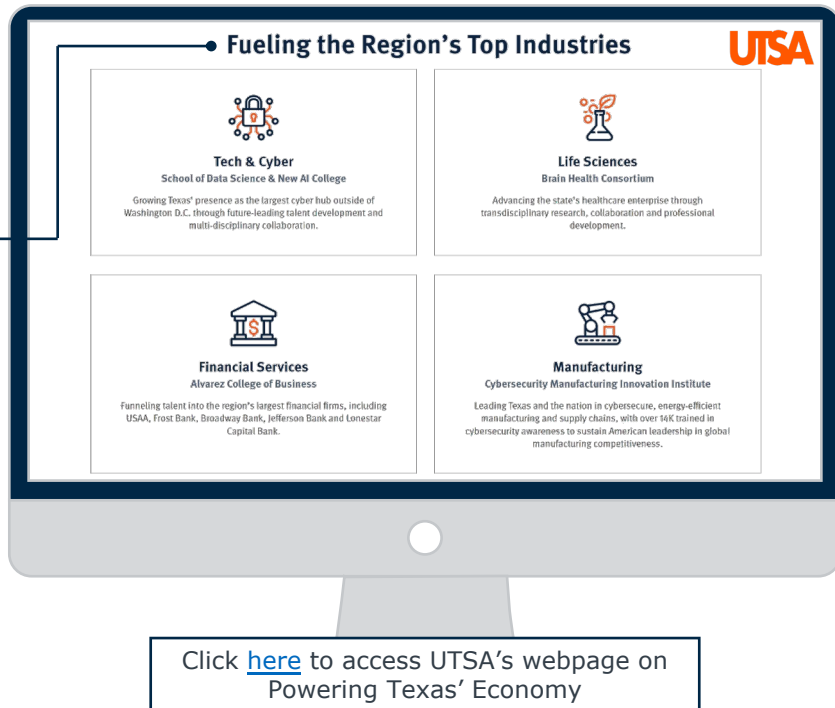 Fueling the Region's Top Industries
UTSA
Tech & Cyber
School of Data Science & New AI College
Growing Texas' presence as the largest cyber hub outside of
Washington D.C. through future-leading talent development and
multi-disciplinary collaboration.
Life Sciences
Brain Health Consortium
Advancing the state's healthcare enterprise through
transdisciplinary research, collaboration and professional
development.
Financial Services
Alvarez College of Business
Funneling talent into the region's largest financial firms, including
USAA, Frost Bank, Broadway Bank, Jefferson Bank and Lonestar
Capital Bank.
Manufacturing
Cybersecurity Manufacturing Innovation Institute
Leading Texas and the nation in cybersecure, energy-efficient
manufacturing and supply chains, with over 14K trained in
cybersecurity awareness to sustain American leadership in global
manufacturing competitiveness.
Click here to access UTSA's webpage on
Powering Texas' Economy